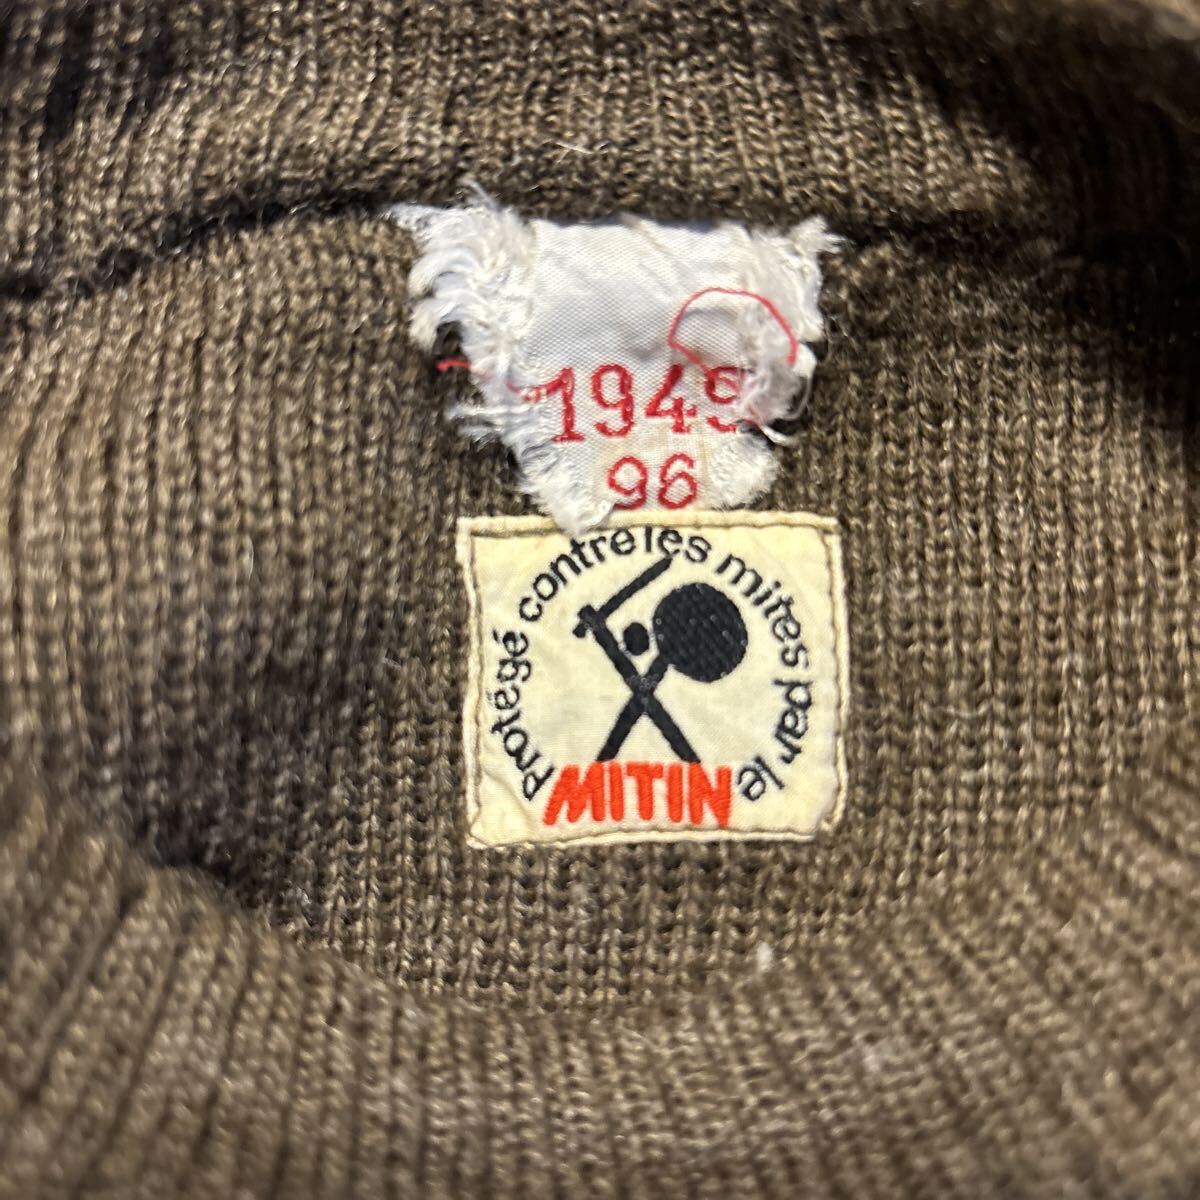 1949
96
Protégé contre les mites par le
MITIN